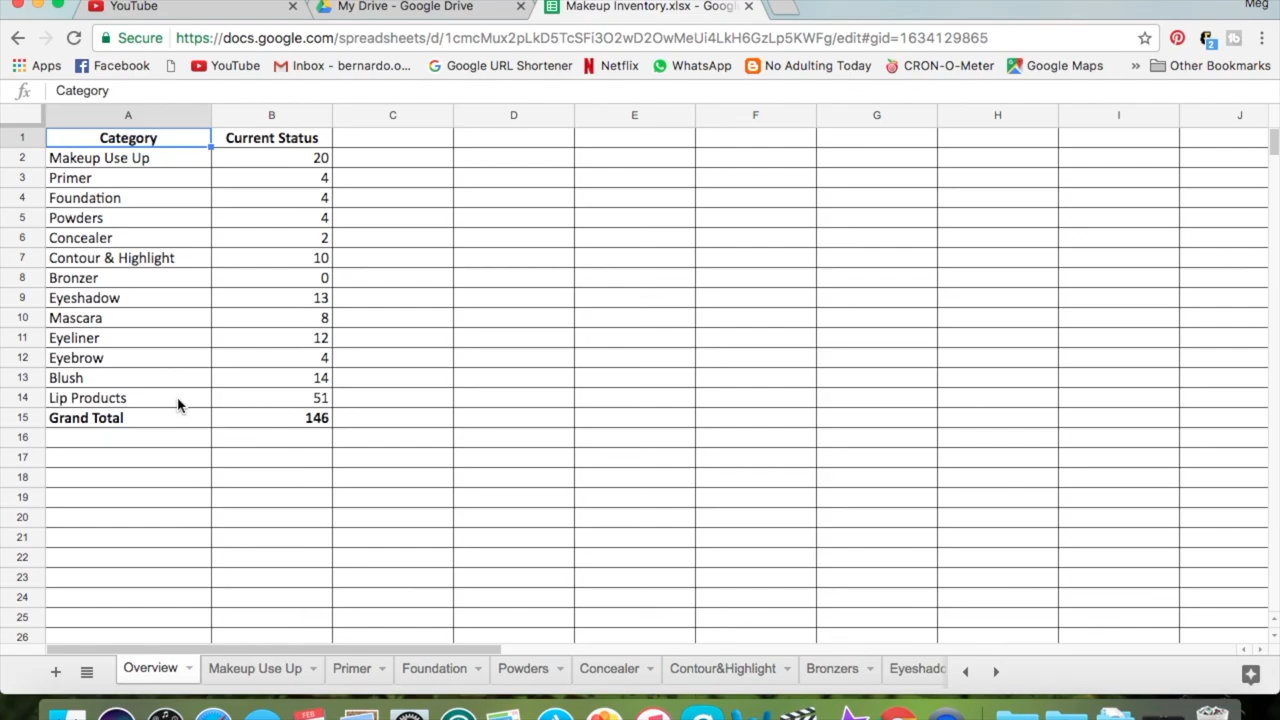 YouTube × My Drive - Google Drive × Makeup Inventory.xlsx - Googl × Meg
Secure https://docs.google.com/spreadsheets/d/1cmcMux2pLkD5TcSFi3O2wD2OwMeUi4LkH6GzLp5KWFg/edit#gid=1634129865 2
Apps Facebook YouTube Inbox - bernardo.o... Google URL Shortener Netflix WhatsApp No Adulting Today CRON-O-Meter Google Maps » Other Bookmarks
fx Category
A B C D E F G H I J
1 Category Current Status
2 Makeup Use Up 20
3 Primer 4
4 Foundation 4
5 Powders 4
6 Concealer 2
7 Contour & Highlight 10
8 Bronzer 0
9 Eyeshadow 13
10 Mascara 8
11 Eyeliner 12
12 Eyebrow 4
13 Blush 14
14 Lip Products 51
15 Grand Total 146
16
17
18
19
20
21
22
23
24
25
26
+ Overview Makeup Use Up Primer Foundation Powders Concealer Contour&Highlight Bronzers Eyeshado
FEB